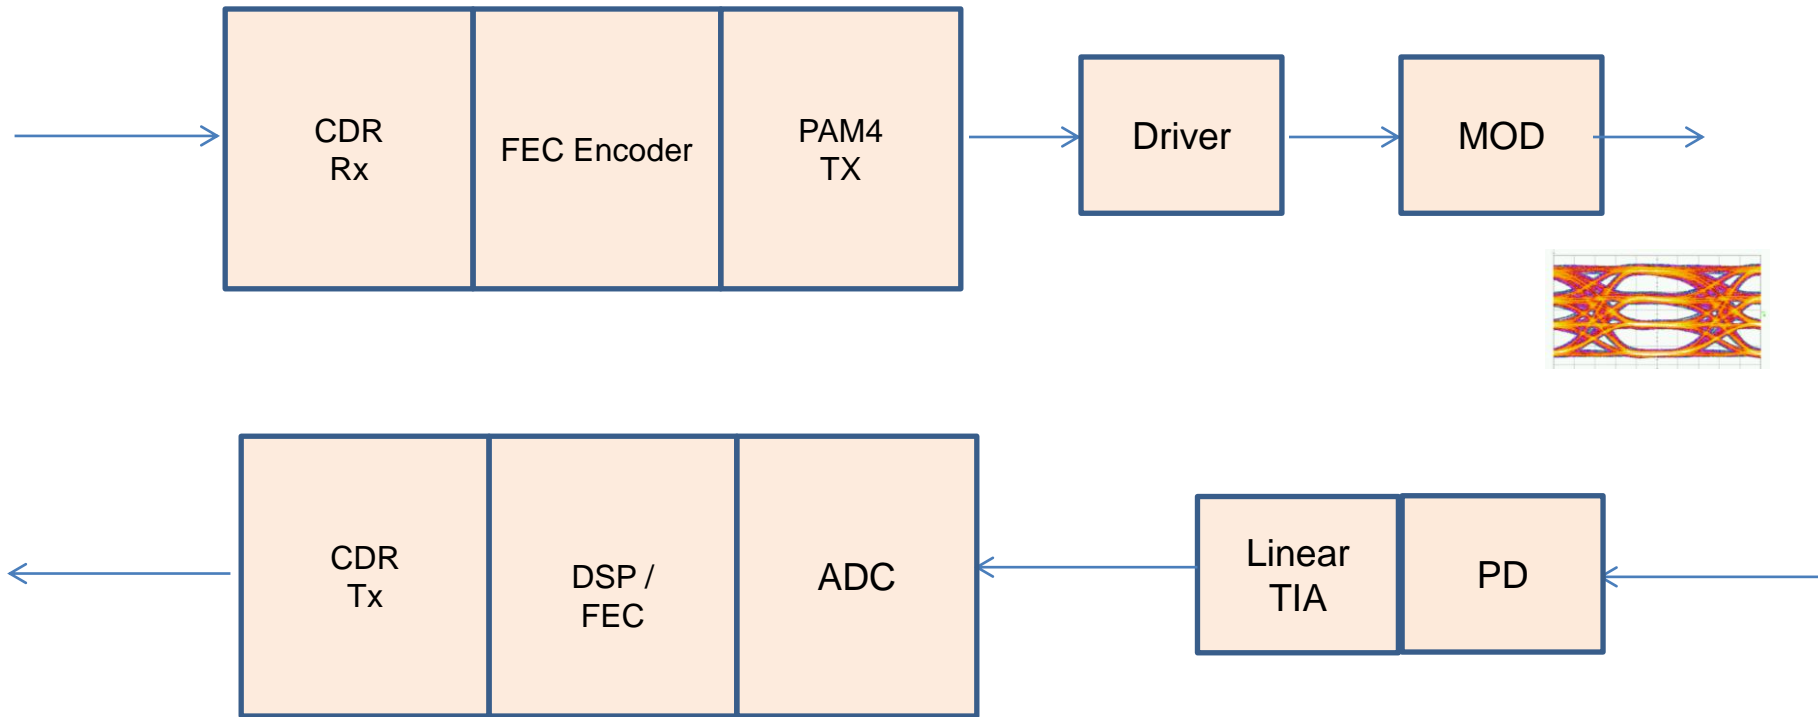 CDR
Rx
FEC Encoder
PAM4
TX
Driver
MOD
CDR
Tx
DSP /
FEC
ADC
Linear
TIA
PD